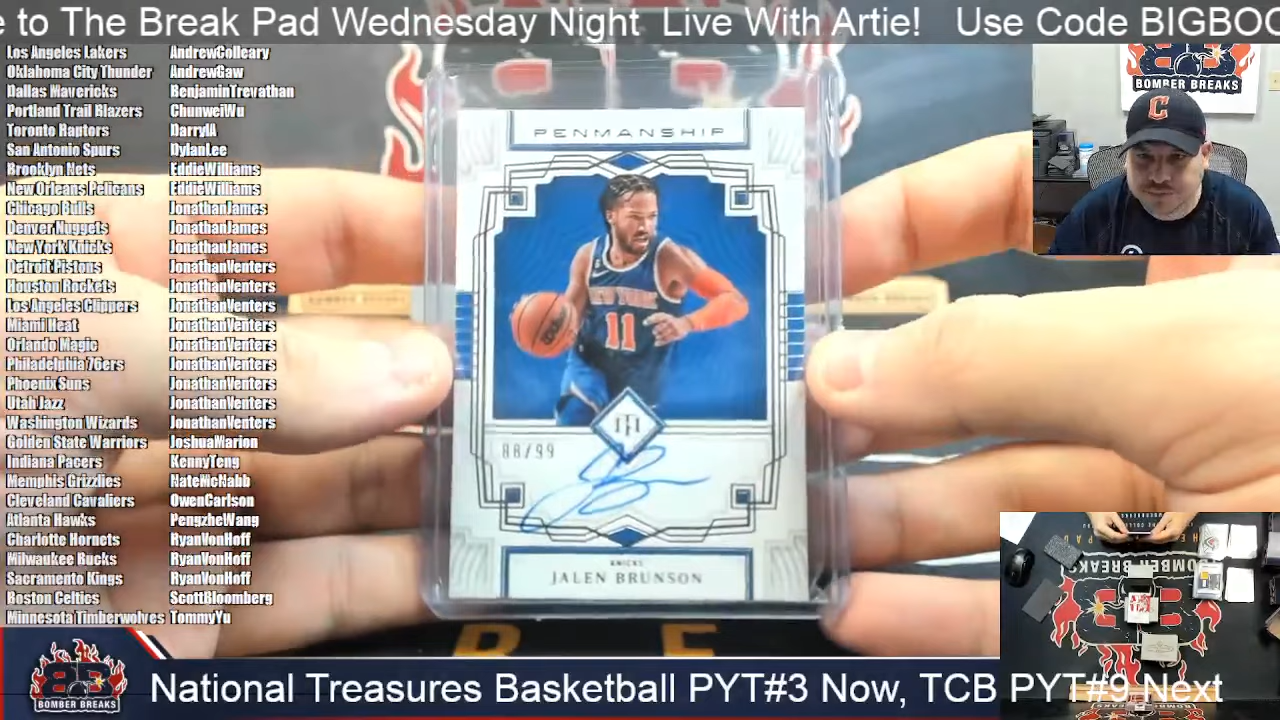 e to The Break Pad Wednesday Night Live With Artie! Use Code BIGBOO
Los Angeles Lakers AndrewColleary
Oklahoma City Thunder AndrewGaw
Dallas Mavericks BenjaminTrevathan
Portland Trail Blazers ChunweiWu
Toronto Raptors DarrylA
San Antonio Spurs DylanLee
Brooklyn Nets EddieWilliams
New Orleans Pelicans EddieWilliams
Chicago Bulls JonathanJames
Denver Nuggets JonathanJames
New York Knicks JonathanJames
Detroit Pistons JonathanVenters
Houston Rockets JonathanVenters
Los Angeles Clippers JonathanVenters
Miami Heat JonathanVenters
Orlando Magic JonathanVenters
Philadelphia 76ers JonathanVenters
Phoenix Suns JonathanVenters
Utah Jazz JonathanVenters
Washington Wizards JonathanVenters
Golden State Warriors JoshuaMarion
Indiana Pacers KennyTeng
Memphis Grizzlies NateMcNabb
Cleveland Cavaliers OwenCarlson
Atlanta Hawks PengzheWang
Charlotte Hornets RyanVonHoff
Milwaukee Bucks RyanVonHoff
Sacramento Kings RyanVonHoff
Boston Celtics ScottBloomberg
Minnesota Timberwolves TommyYu
PENMANSHIP
NEW YORK
11
88/99
KNICKS
JALEN BRUNSON
BOMBER BREAKS
C
BOMBER BREAKS
BOMBER BREAKS
National Treasures Basketball PYT#3 Now, TCB PYT#9 Next